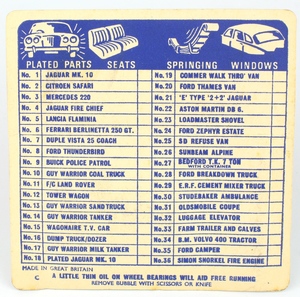 PLATED PARTS SEATS SPRINGING WINDOWS
No. 1 JAGUAR MK. 10
No. 2 CITROEN SAFARI
No. 3 MERCEDES 220
No. 4 JAGUAR FIRE CHIEF
No. 5 LANGIA FLAMINIA
No. 6 FERRARI BERLINETTA 250 GT.
No. 7 DUPLE VISTA 25 COACH
No. 8 FORD THUNDERBIRD
No. 9 BUICK POLICE PATROL
No. 10 GUY WARRIOR COAL TRUCK
No. 11 F/C LAND ROVER
No. 12 TOWER WAGON
No. 13 GUY WARRIOR SAND TRUCK
No. 14 GUY WARRIOR TANKER
No. 15 WAGONAIRE T.V. CAR
No. 16 DUMP TRUCK/DOZER
No. 17 GUY WARRIOR MILK TANKER
No. 18 PLATED JAGUAR MK. 10
No. 19 COMMER WALK THRO' VAN
No. 20 FORD THAMES VAN
No. 21 'E' TYPE '2+2' JAGUAR
No. 22 ASTON MARTIN DB 6.
No. 23 LOADMASTER SHOVEL
No. 24 FORD ZEPHYR ESTATE
No. 25 SD REFUSE VAN
No. 26 SUNBEAM ALPINE
No. 27 BEDFORD T.K. 7 TON WITH CONTAINER
No. 28 FORD BREAKDOWN TRUCK
No. 29 E.R.F. CEMENT MIXER TRUCK
No. 30 STUDEBAKER AMBULANCE
No. 31 OLDSMOBILE COUPE
No. 32 LUGGAGE ELEVATOR
No. 33 FARM TRAILER AND CALVES
No. 34 B.M. VOLVO 400 TRACTOR
No. 35 FORD CAMPER
No. 36 SIMON SNORKEL FIRE ENGINE
MADE IN GREAT BRITAIN
C A LITTLE THIN OIL ON WHEEL BEARINGS WILL AID FREE RUNNING
REMOVE BUBBLE WITH SCISSORS OR KNIFE